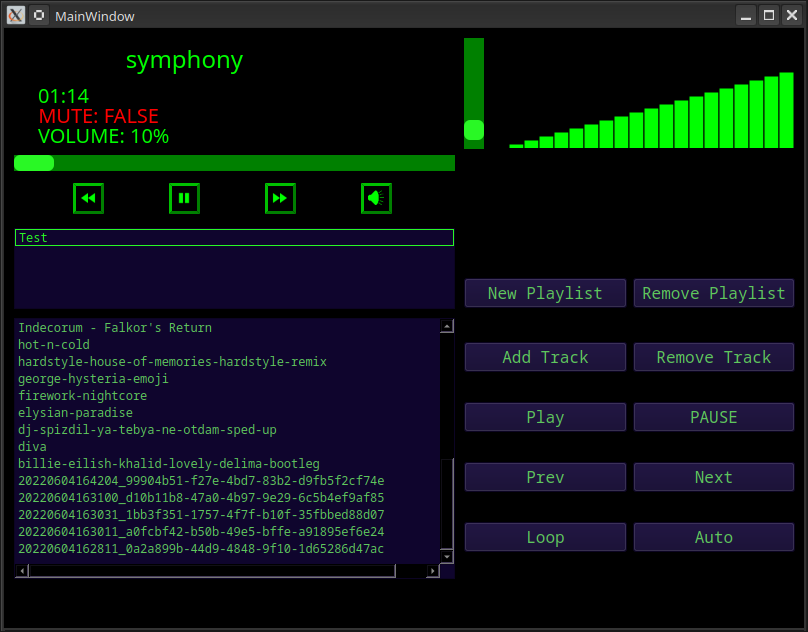 MainWindow
symphony
01:14
MUTE: FALSE
VOLUME: 10%
Test
Indecorum - Falkor's Return
hot-n-cold
hardstyle-house-of-memories-hardstyle-remix
george-hysteria-emoji
firework-nightcore
elysian-paradise
dj-spizdil-ya-tebya-ne-otdam-sped-up
diva
billie-eilish-khalid-lovely-delima-bootleg
20220604164204_99904b51-f27e-4bd7-83b2-d9fb5f2cf74e
20220604163100_d10b11b8-47a0-4b97-9e29-6c5b4ef9af85
20220604163031_1bb3f351-1757-4f7f-b10f-35fbbed88d07
20220604163011_a0fcbf42-b50b-49e5-bffe-a91895ef6e24
20220604162811_0a2a899b-44d9-4848-9f10-1d65286d47ac
New Playlist
Remove Playlist
Add Track
Remove Track
Play
PAUSE
Prev
Next
Loop
Auto